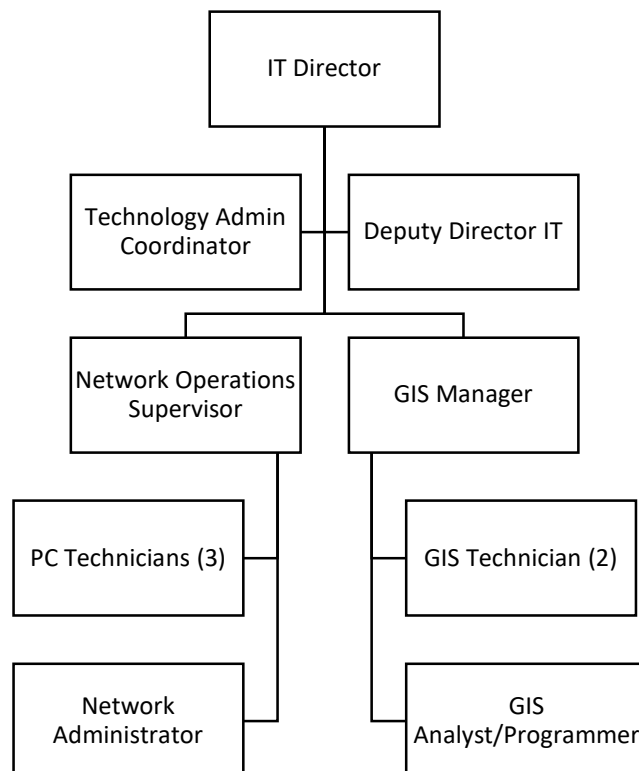 IT Director
Technology Admin
Coordinator
Deputy Director IT
Network Operations
Supervisor
GIS Manager
PC Technicians (3)
GIS Technician (2)
Network
Administrator
GIS
Analyst/Programmer